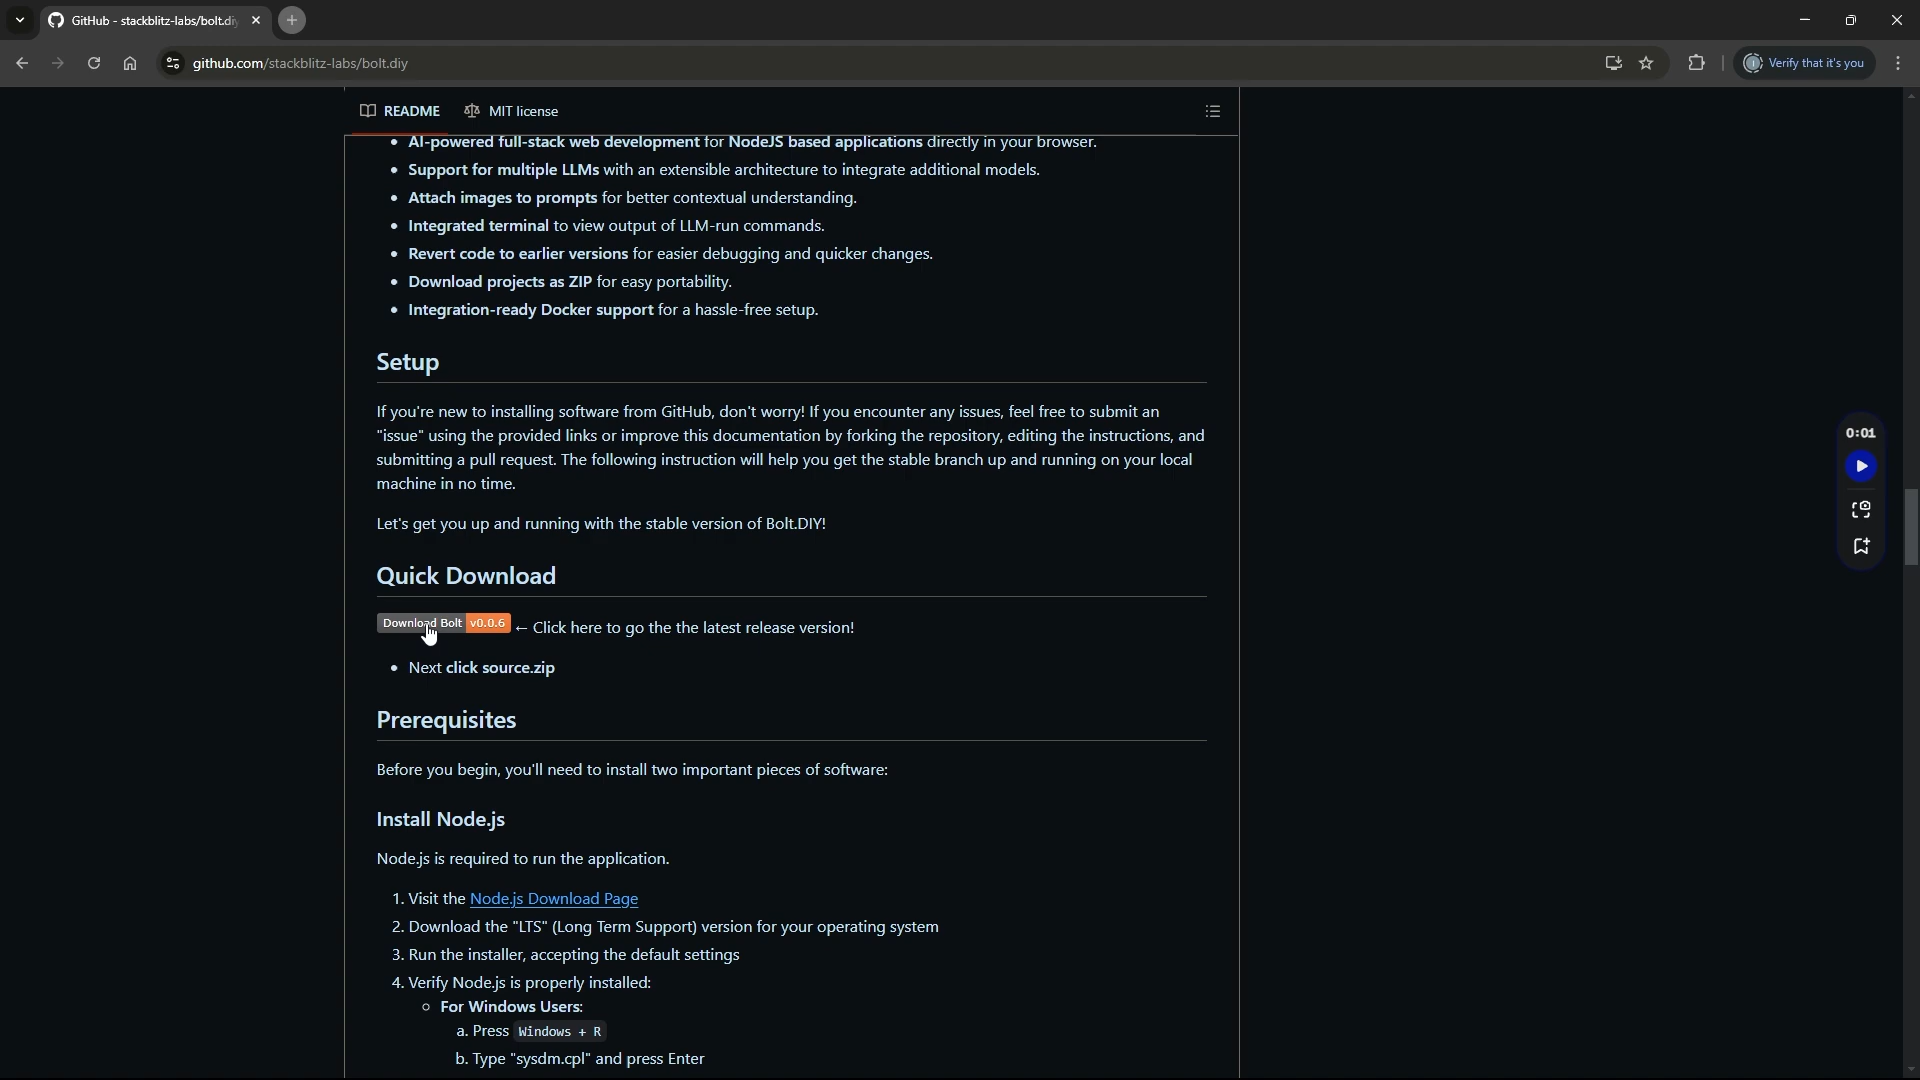 GitHub - stackblitz-labs/bolt.di
github.com/stackblitz-labs/bolt.diy
Verify that it's you
README
MIT license
• AI-powered full-stack web development for NodeJS based applications directly in your browser.
• Support for multiple LLMs with an extensible architecture to integrate additional models.
• Attach images to prompts for better contextual understanding.
• Integrated terminal to view output of LLM-run commands.
• Revert code to earlier versions for easier debugging and quicker changes.
• Download projects as ZIP for easy portability.
• Integration-ready Docker support for a hassle-free setup.
Setup
If you're new to installing software from GitHub, don't worry! If you encounter any issues, feel free to submit an
"issue" using the provided links or improve this documentation by forking the repository, editing the instructions, and
submitting a pull request. The following instruction will help you get the stable branch up and running on your local
machine in no time.
0:01
Let's get you up and running with the stable version of Bolt.DIY!
Quick Download
Download Bolt v0.0.6 ← Click here to go the the latest release version!
• Next click source.zip
Prerequisites
Before you begin, you'll need to install two important pieces of software:
Install Node.js
Node.js is required to run the application.
1. Visit the Node.js Download Page
2. Download the "LTS" (Long Term Support) version for your operating system
3. Run the installer, accepting the default settings
4. Verify Node.js is properly installed:
○ For Windows Users:
a. Press Windows + R
b. Type "sysdm.cpl" and press Enter